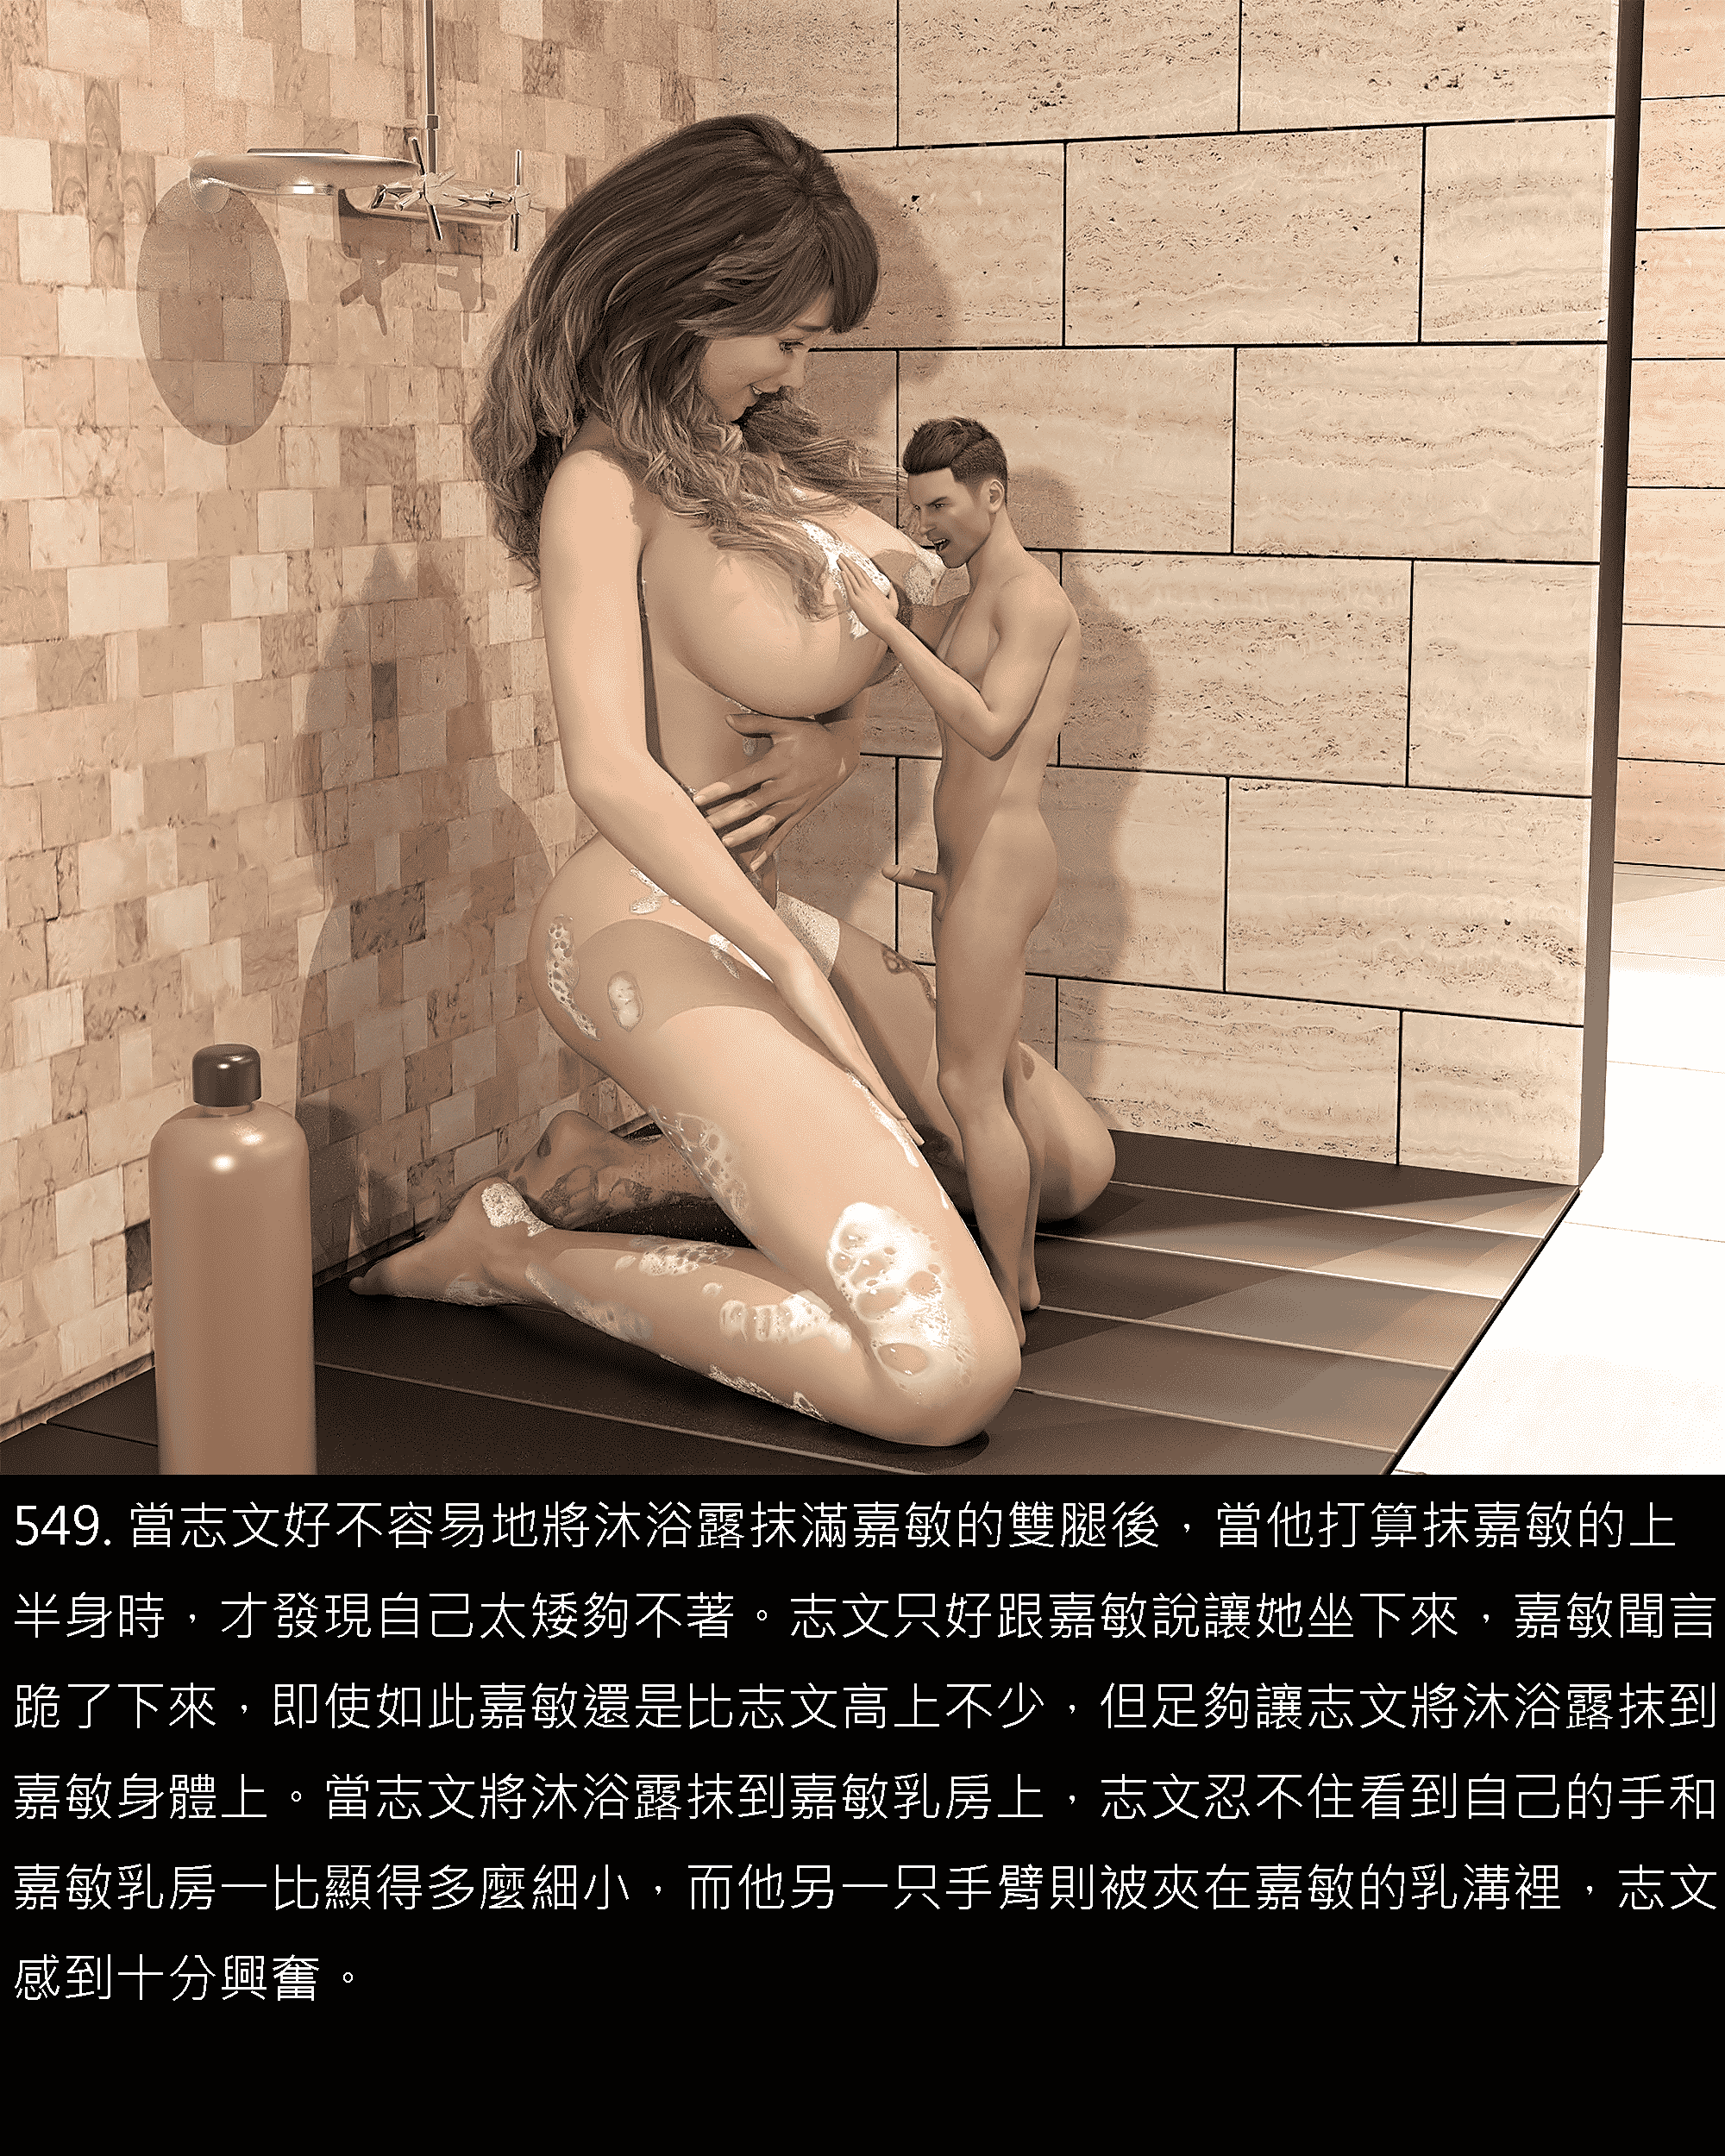 549. 當志文好不容易地將沐浴露抹滿嘉敏的雙腿後，當他打算抹嘉敏的上
半身時，才發現自己太矮夠不著。志文只好跟嘉敏說讓她坐下來，嘉敏聞言
跪了下來，即使如此嘉敏還是比志文高上不少，但足夠讓志文將沐浴露抹到
嘉敏身體上。當志文將沐浴露抹到嘉敏乳房上，志文忍不住看到自己的手和
嘉敏乳房一比顯得多麼細小，而他另一只手臂則被夾在嘉敏的乳溝裡，志文
感到十分興奮。